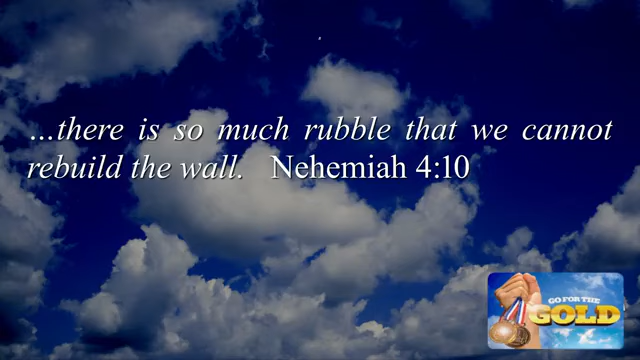 ...there is so much rubble that we cannot
rebuild the wall. Nehemiah 4:10
GO FOR THE
GOLD